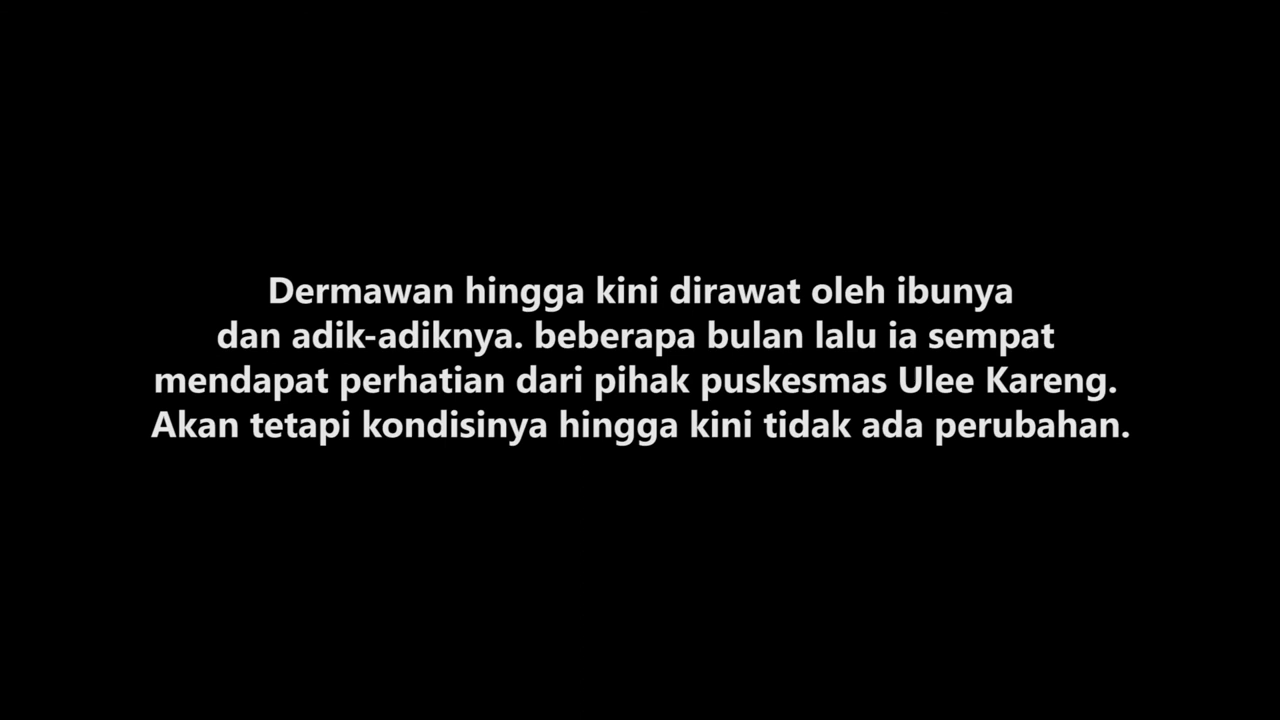 Dermawan hingga kini dirawat oleh ibunya
dan adik-adiknya. beberapa bulan lalu ia sempat
mendapat perhatian dari pihak puskesmas Ulee Kareng.
Akan tetapi kondisinya hingga kini tidak ada perubahan.